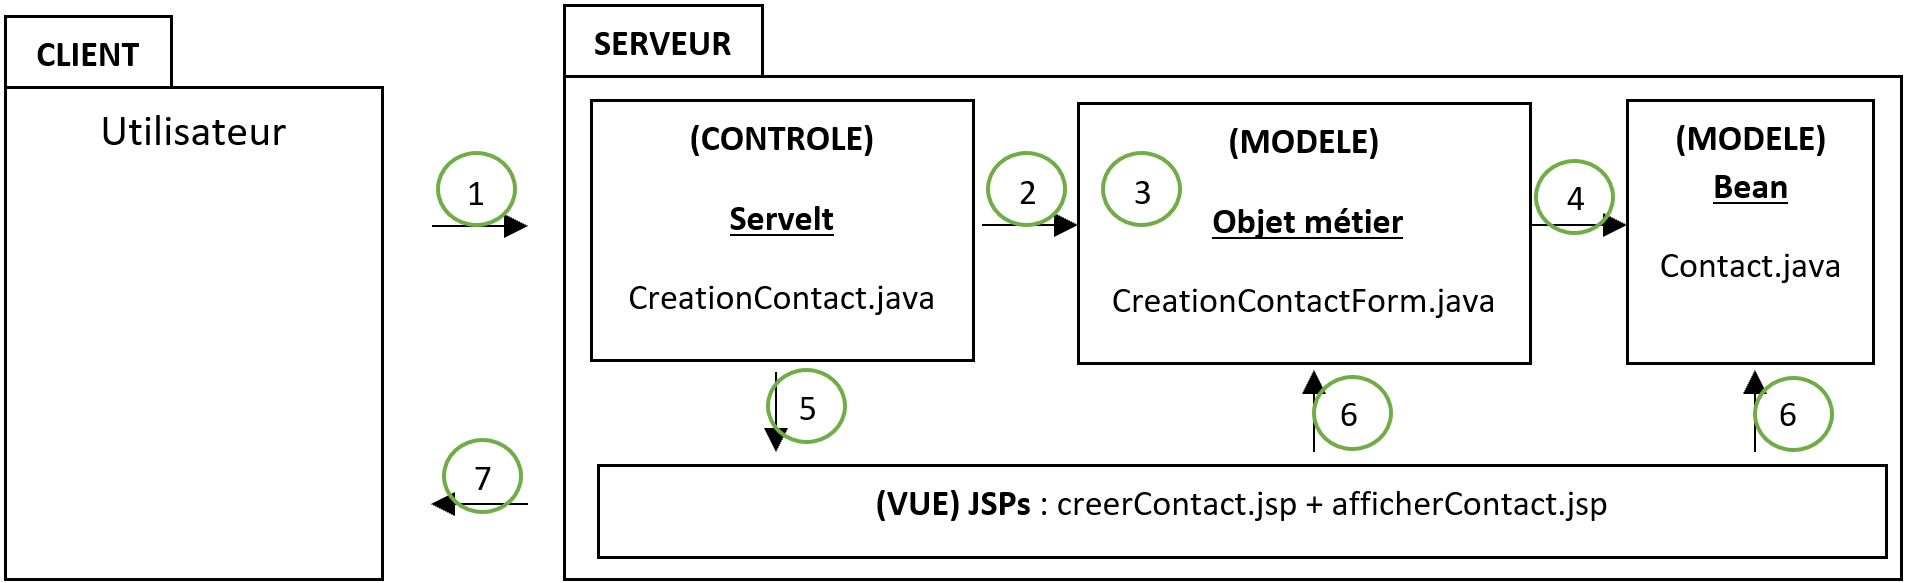 CLIENT
Utilisateur
SERVEUR
(CONTROLE)
Servelt
CreationContact.java
(MODELE)
Objet métier
CreationContactForm.java
(MODELE)
Bean
Contact.java
1
2
3
4
5
6
6
7
(VUE) JSPs : creerContact.jsp + afficherContact.jsp